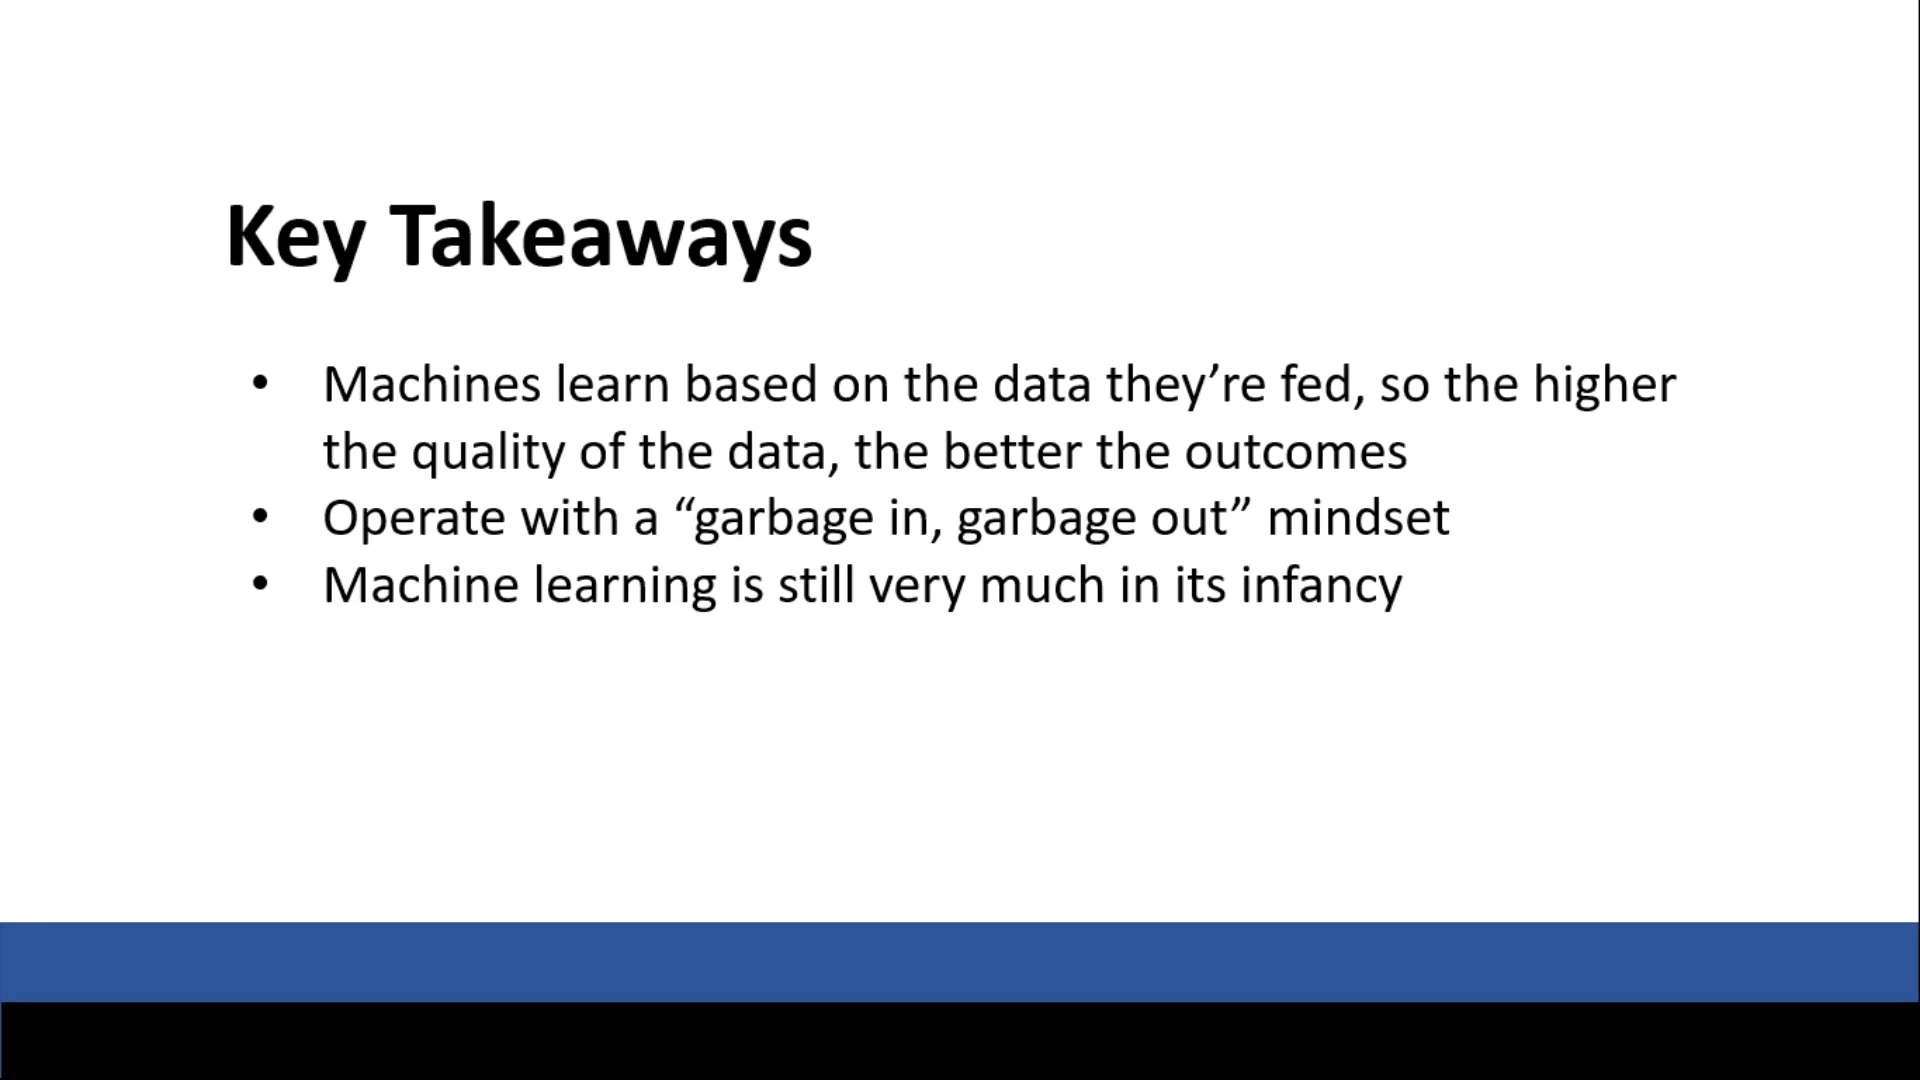 Key Takeaways
• Machines learn based on the data they’re fed, so the higher
the quality of the data, the better the outcomes
• Operate with a “garbage in, garbage out” mindset
• Machine learning is still very much in its infancy